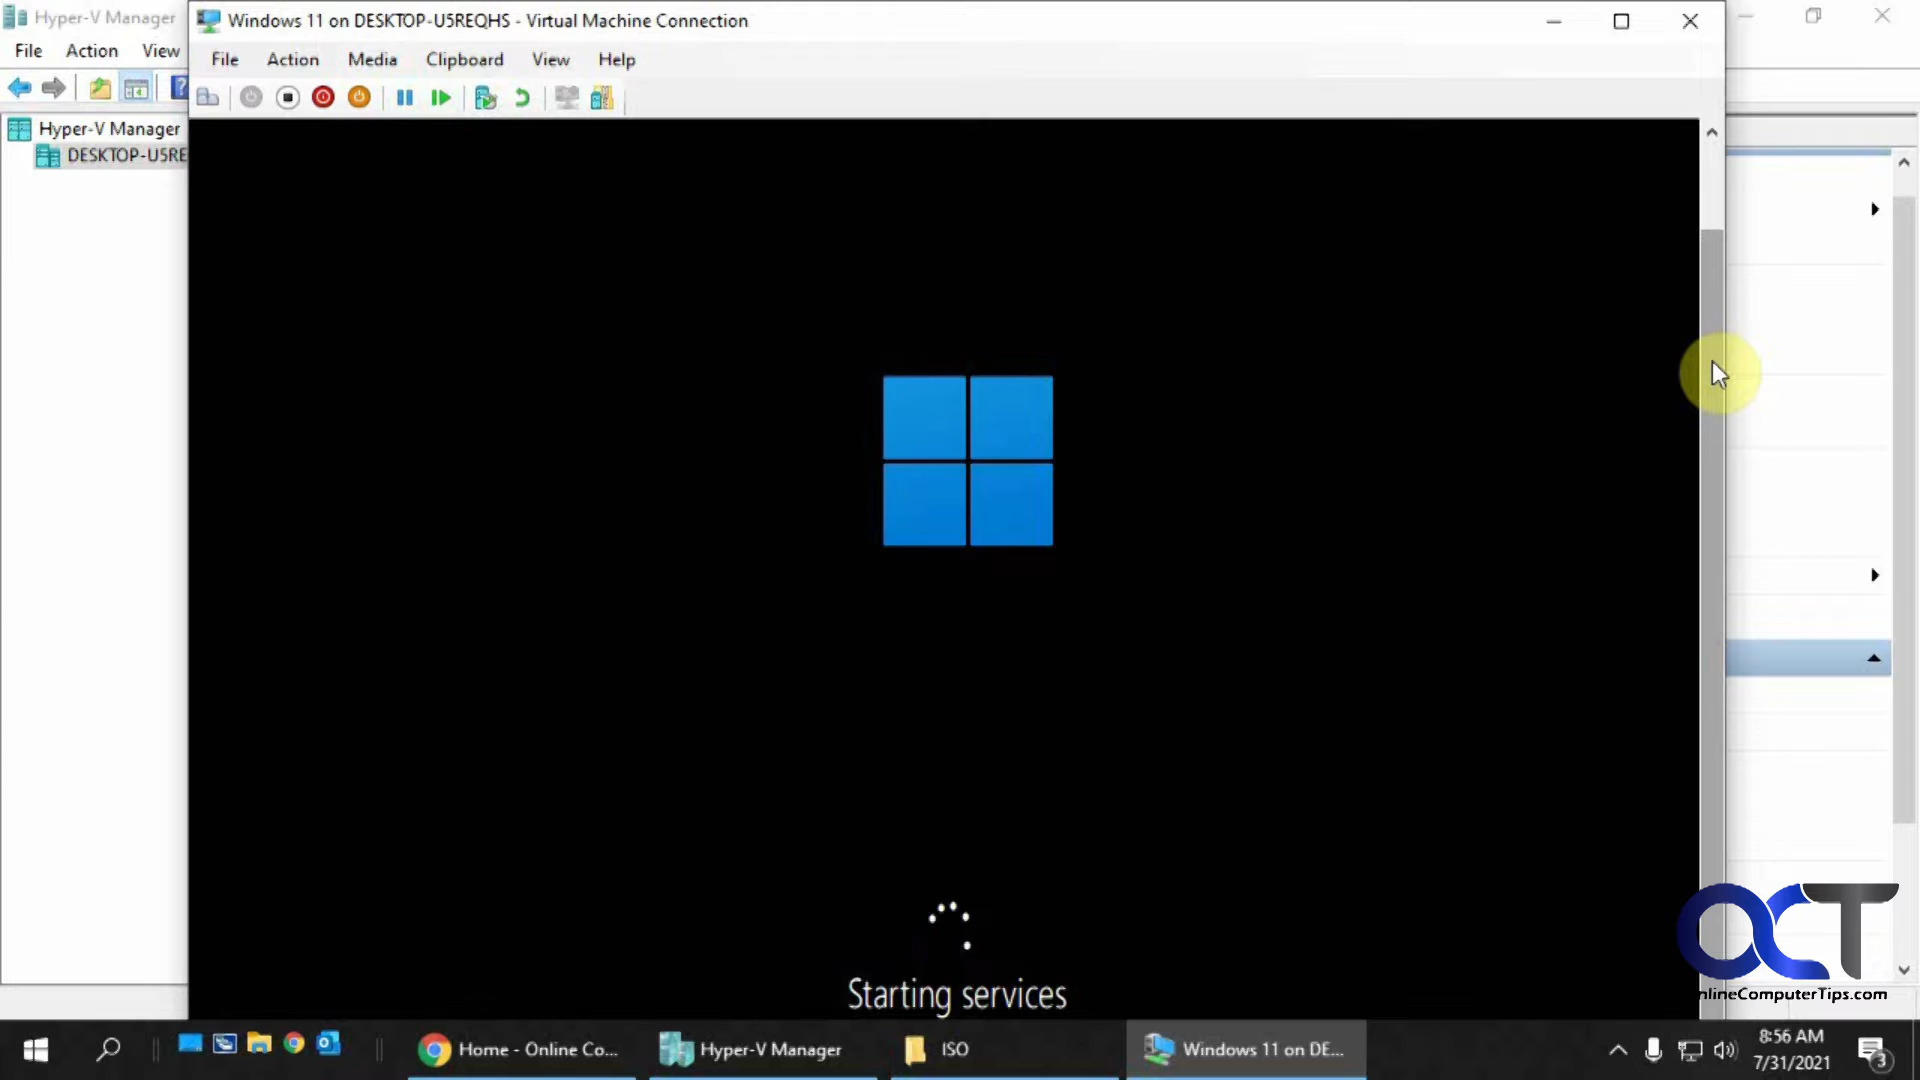 Hyper-V Manager
File Action View
Windows 11 on DESKTOP-U5REQHS - Virtual Machine Connection
File Action Media Clipboard View Help
Hyper-V Manager
DESKTOP-U5RE
Starting services
OCT
nlineComputerTips.com
Home - Online Co...
Hyper-V Manager
ISO
Windows 11 on DE...
8:56 AM
7/31/2021
3